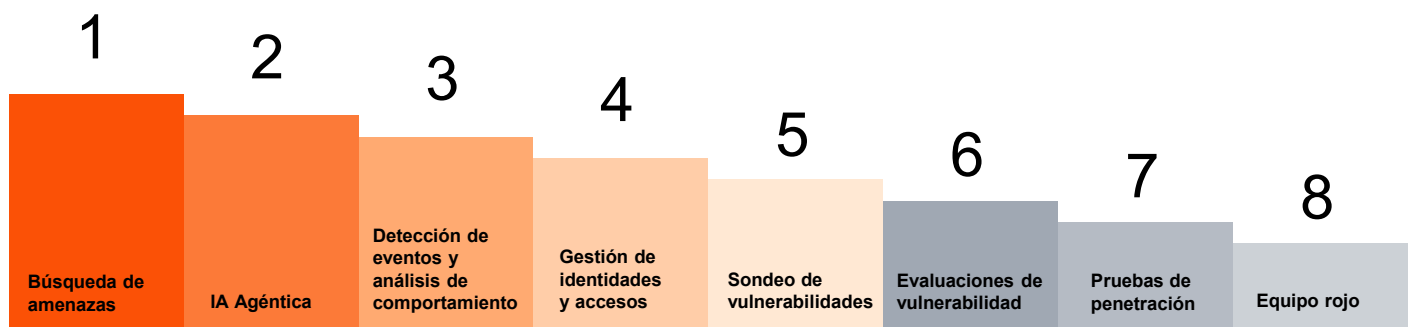 1
2
3
4
5
6
7
8
Búsqueda de
amenazas
IA Agéntica
Detección de
eventos y
análisis de
comportamiento
Gestión de
identidades
y accesos
Sondeo de
vulnerabilidades
Evaluaciones de
vulnerabilidad
Pruebas de
penetración
Equipo rojo